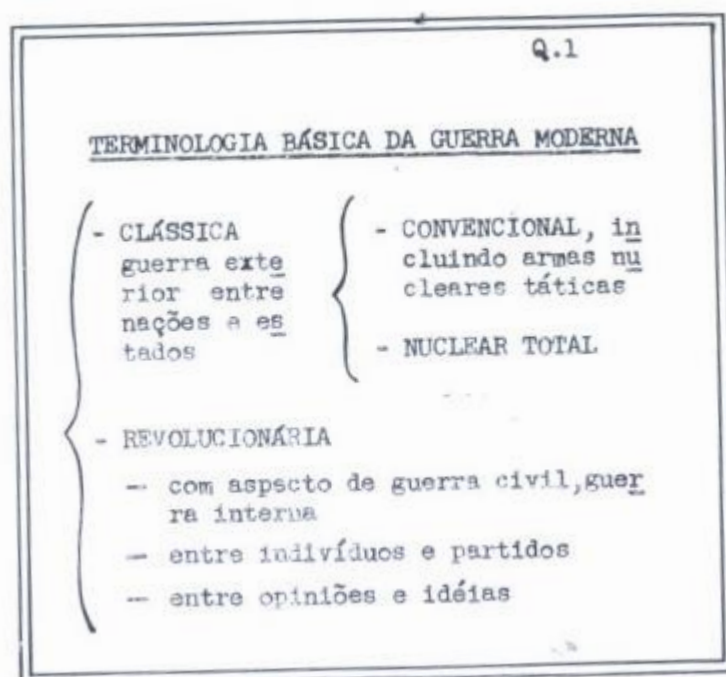 Q.1
TERMINOLOGIA BÁSICA DA GUERRA MODERNA
- CLÁSSICA
guerra exte
rior entre
nações e es
tados
- CONVENCIONAL, in
cluindo armas nu
cleares táticas
- NUCLEAR TOTAL
- REVOLUCIONÁRIA
- com aspecto de guerra civil,guer
ra interna
- entre indivíduos e partidos
- entre opiniões e idéias